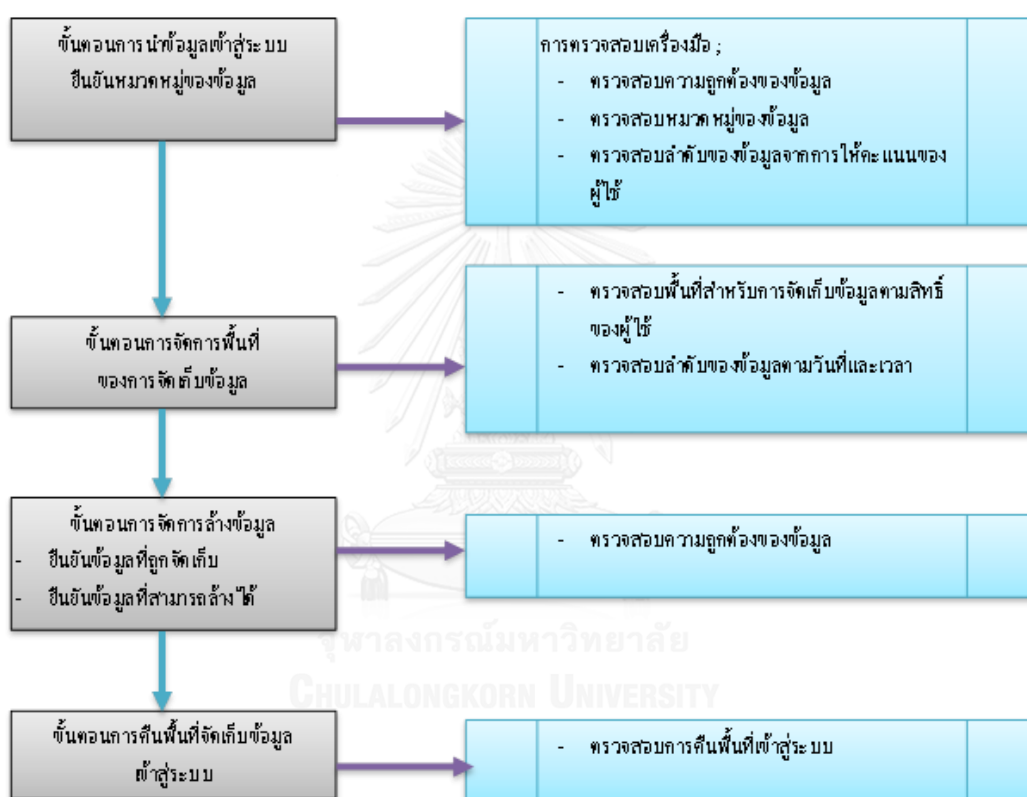 ขั้นตอนการนำข้อมูลเข้าสู่ระบบ
ยืนยันหมวดหมู่ของข้อมูล
การตรวจสอบเครื่องมือ ;
- ตรวจสอบความถูกต้องของข้อมูล
- ตรวจสอบหมวดหมู่ของข้อมูล
- ตรวจสอบลำดับของข้อมูลจากการให้คะแนนของ
ผู้ใช้
ขั้นตอนการจัดการพื้นที่
ของการจัดเก็บข้อมูล
- ตรวจสอบพื้นที่สำหรับการจัดเก็บข้อมูลตามสิทธิ์
ของผู้ใช้
- ตรวจสอบลำดับของข้อมูลตามวันที่และเวลา
ขั้นตอนการจัดการล้างข้อมูล
- ยืนยันข้อมูลที่ถูกจัดเก็บ
- ยืนยันข้อมูลที่สามารถล้างได้
- ตรวจสอบความถูกต้องของข้อมูล
จุฬาลงกรณ์มหาวิทยาลัย
CHULALONGKORN UNIVERSITY
ขั้นตอนการคืนพื้นที่จัดเก็บข้อมูล
เข้าสู่ระบบ
- ตรวจสอบการคืนพื้นที่เข้าสู่ระบบ